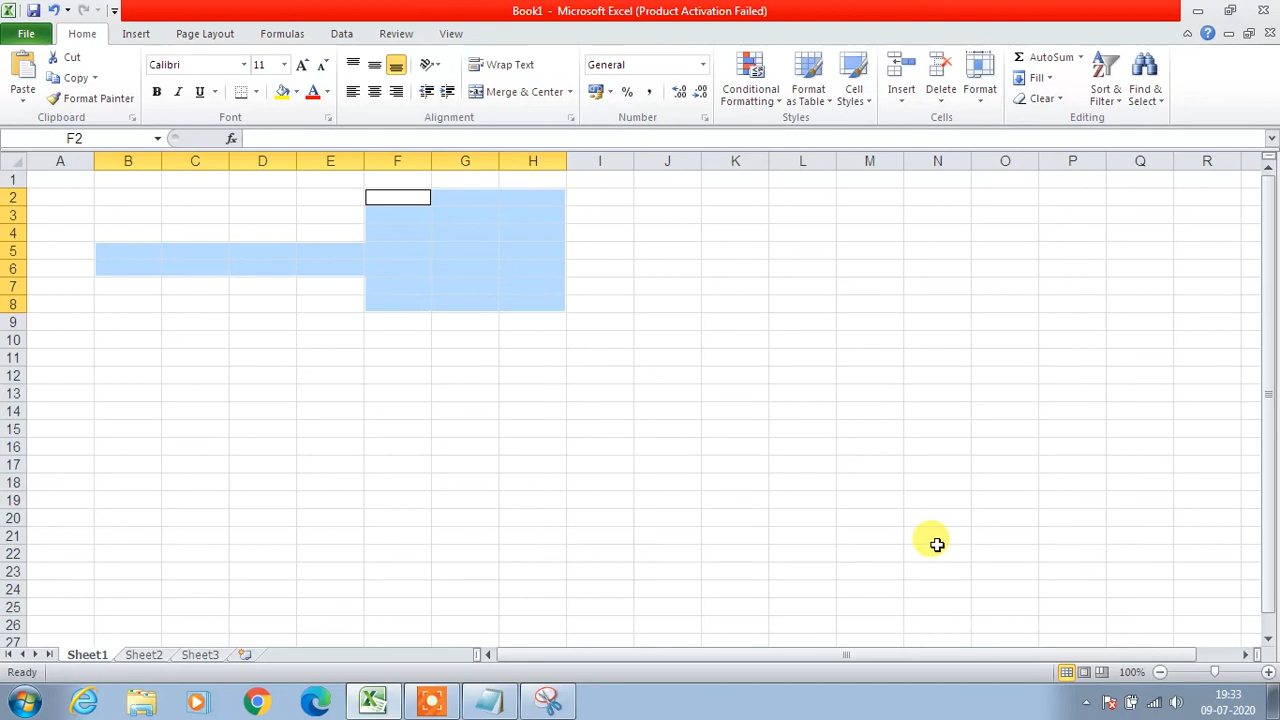 Book1 - Microsoft Excel (Product Activation Failed)
File Home Insert Page Layout Formulas Data Review View
Paste
Cut
Copy
Format Painter
Clipboard
Calibri 11
B I U
Font
Wrap Text
Merge & Center
Alignment
General
%
Number
Conditional Formatting
Format as Table
Cell Styles
Styles
Insert Delete Format
Cells
Σ AutoSum
Fill
Clear
Sort & Filter
Find & Select
Editing
F2 fx
A B C D E F G H I J K L M N O P Q R
1
2
3
4
5
6
7
8
9
10
11
12
13
14
15
16
17
18
19
20
21
22
23
24
25
26
27
Sheet1 Sheet2 Sheet3
Ready 100%
19:33
09-07-2020